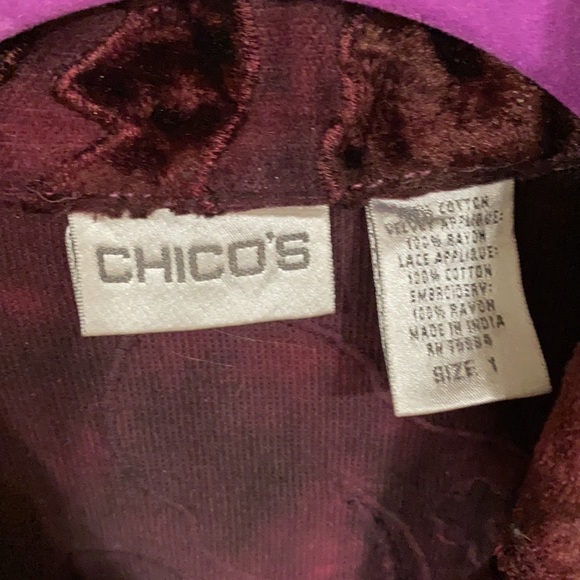 CHICO'S
COTTON
VELVET APPLIQUE:
100% RAYON
LACE APPLIQUE:
100% COTTON
EMBROIDERY:
100% RAYON
MADE IN INDIA
SIZE 1